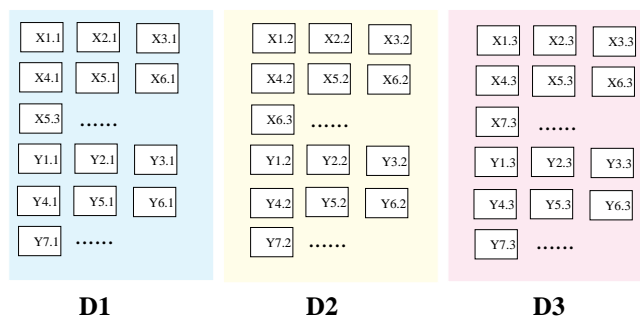 X1.1 X2.1 X3.1
X4.1 X5.1 X6.1
X5.3 ......
Y1.1 Y2.1 Y3.1
Y4.1 Y5.1 Y6.1
Y7.1 ......
D1
X1.2 X2.2 X3.2
X4.2 X5.2 X6.2
X6.3 ......
Y1.2 Y2.2 Y3.2
Y4.2 Y5.2 Y6.2
Y7.2 ......
D2
X1.3 X2.3 X3.3
X4.3 X5.3 X6.3
X7.3 ......
Y1.3 Y2.3 Y3.3
Y4.3 Y5.3 Y6.3
Y7.3 ......
D3